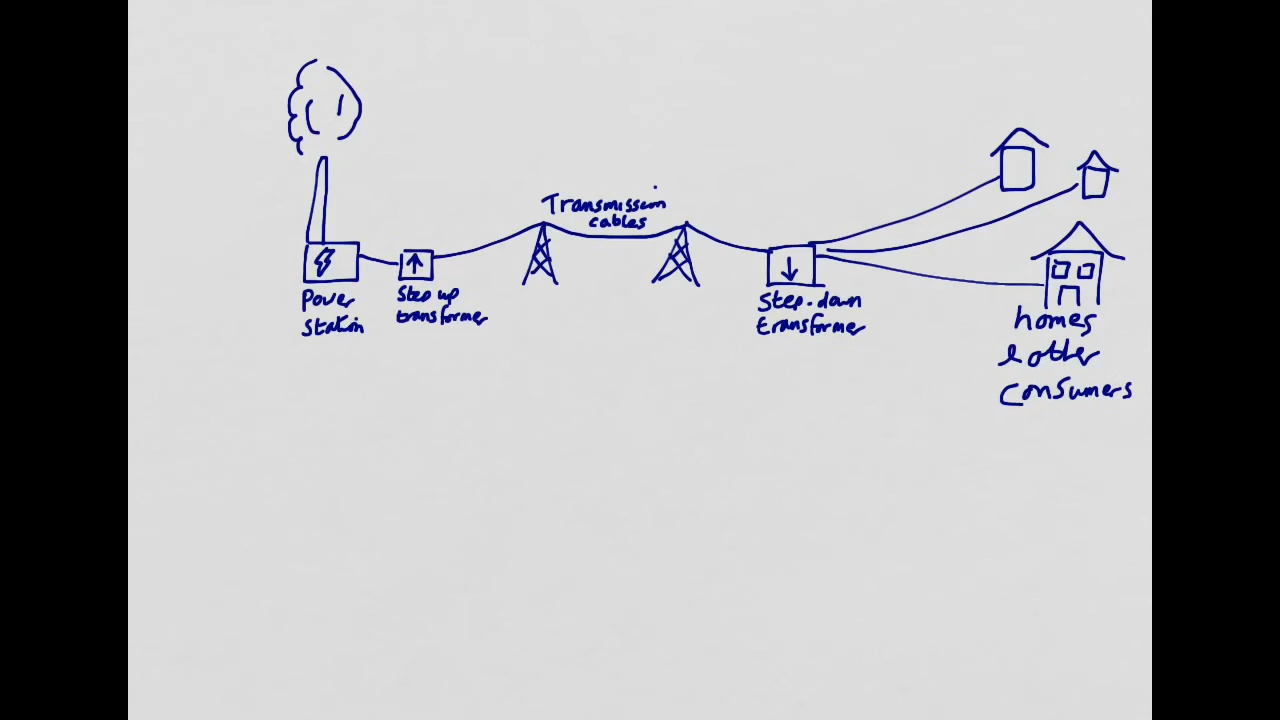 Transmission
cables
Power
Station
Step up
transformer
Step-down
transformer
homes
& other
consumers